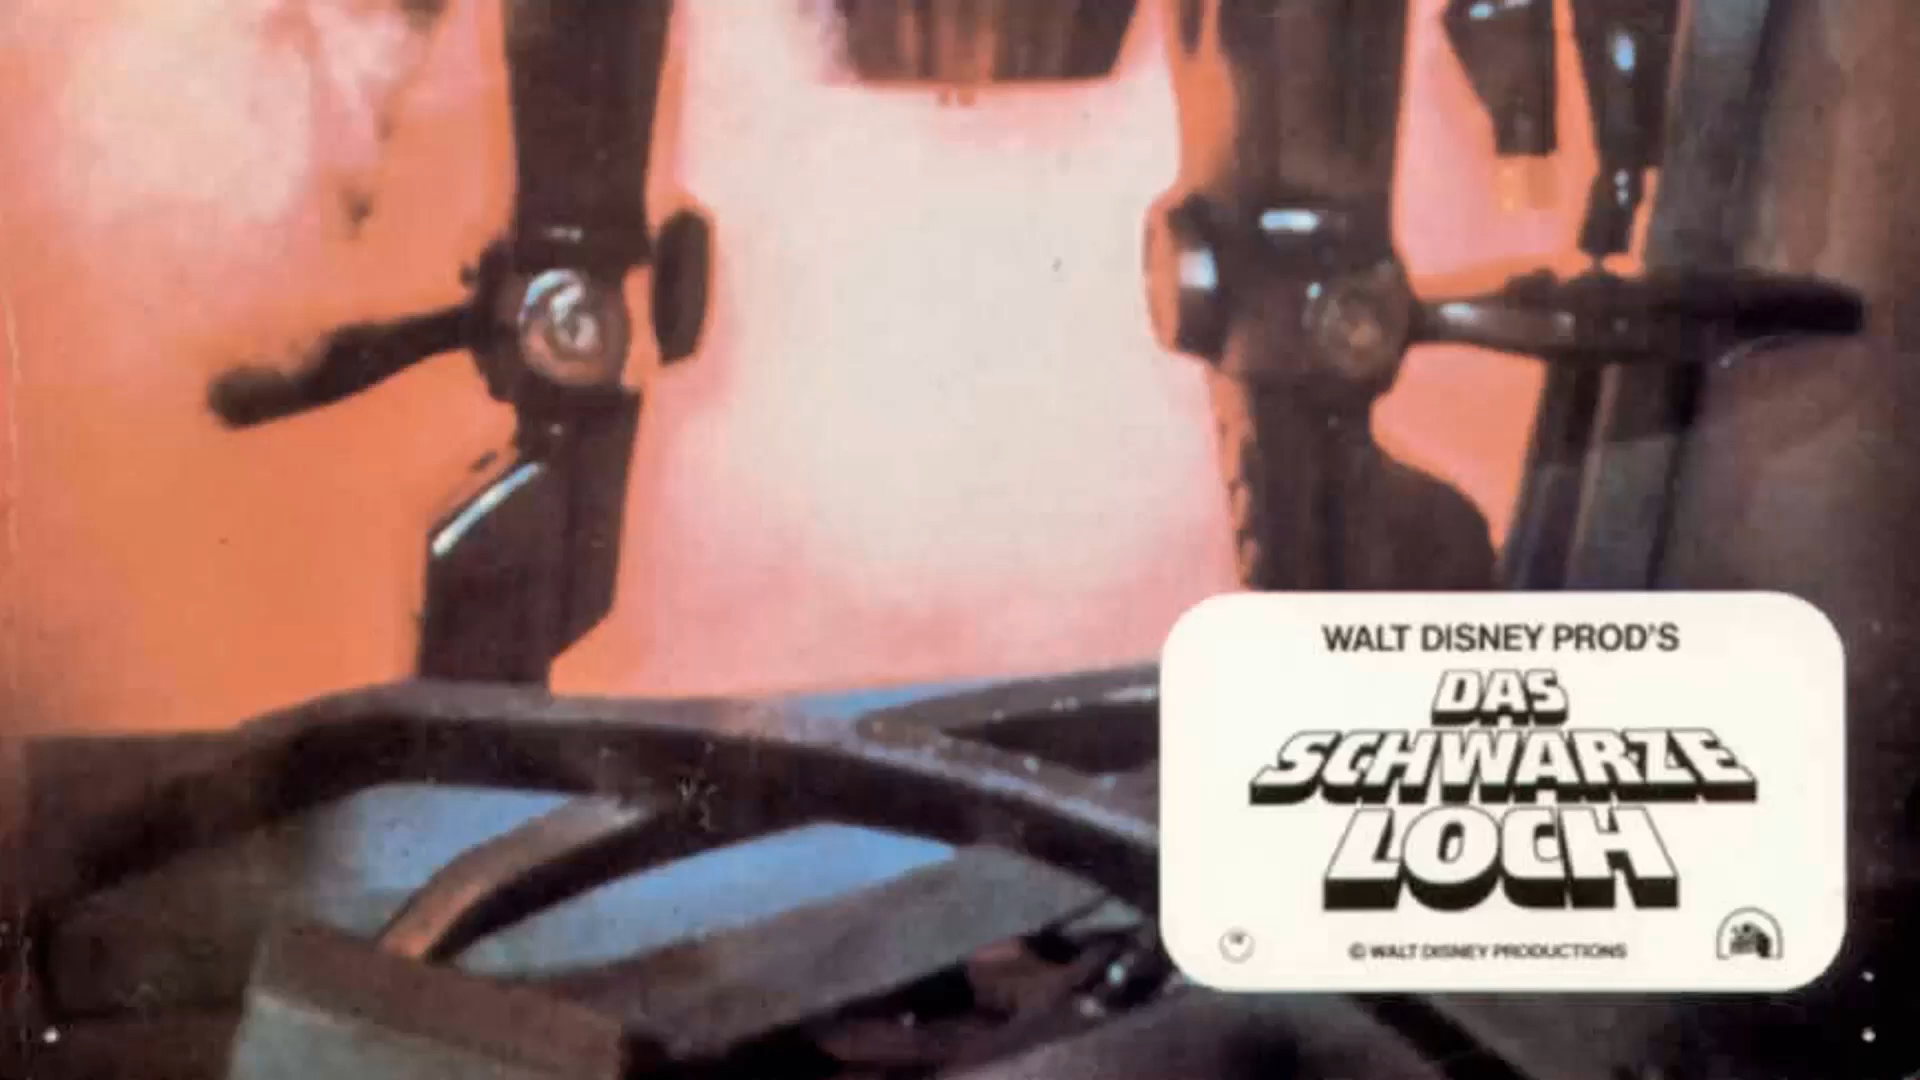 WALT DISNEY PROD'S
DAS
SCHWARZE
LOCH
© WALT DISNEY PRODUCTIONS